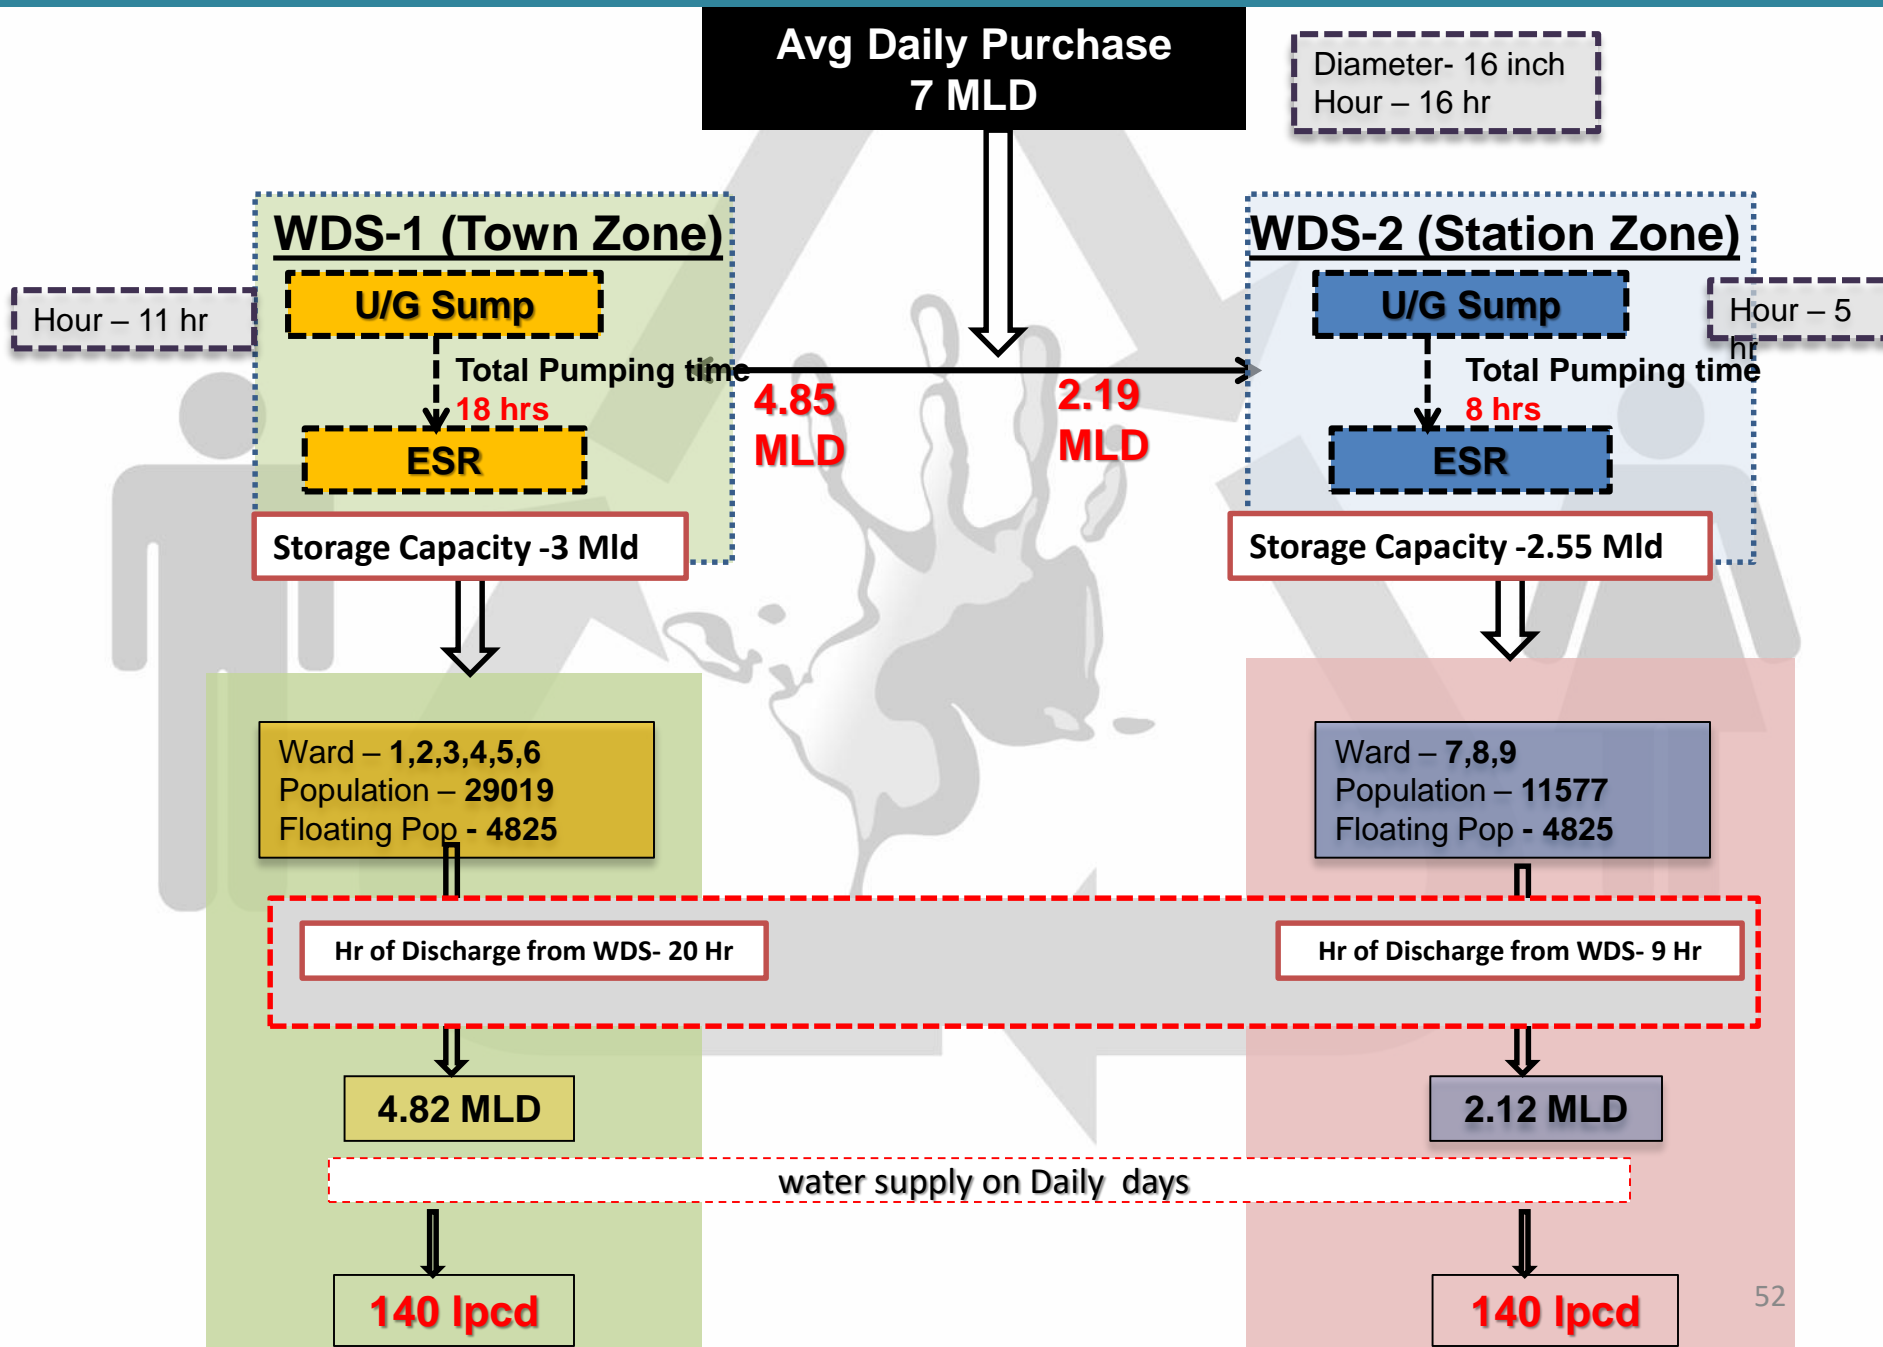 Avg Daily Purchase
7 MLD
Diameter- 16 inch
Hour – 16 hr
WDS-1 (Town Zone)
U/G Sump
Hour – 11 hr
Total Pumping time
18 hrs
ESR
Storage Capacity -3 Mld
4.85
MLD
2.19
MLD
WDS-2 (Station Zone)
U/G Sump
Hour – 5
hr
Total Pumping time
8 hrs
ESR
Storage Capacity -2.55 Mld
Ward – 1,2,3,4,5,6
Population – 29019
Floating Pop - 4825
Ward – 7,8,9
Population – 11577
Floating Pop - 4825
Hr of Discharge from WDS- 20 Hr
Hr of Discharge from WDS- 9 Hr
4.82 MLD
2.12 MLD
water supply on Daily  days
140 lpcd
140 lpcd
52